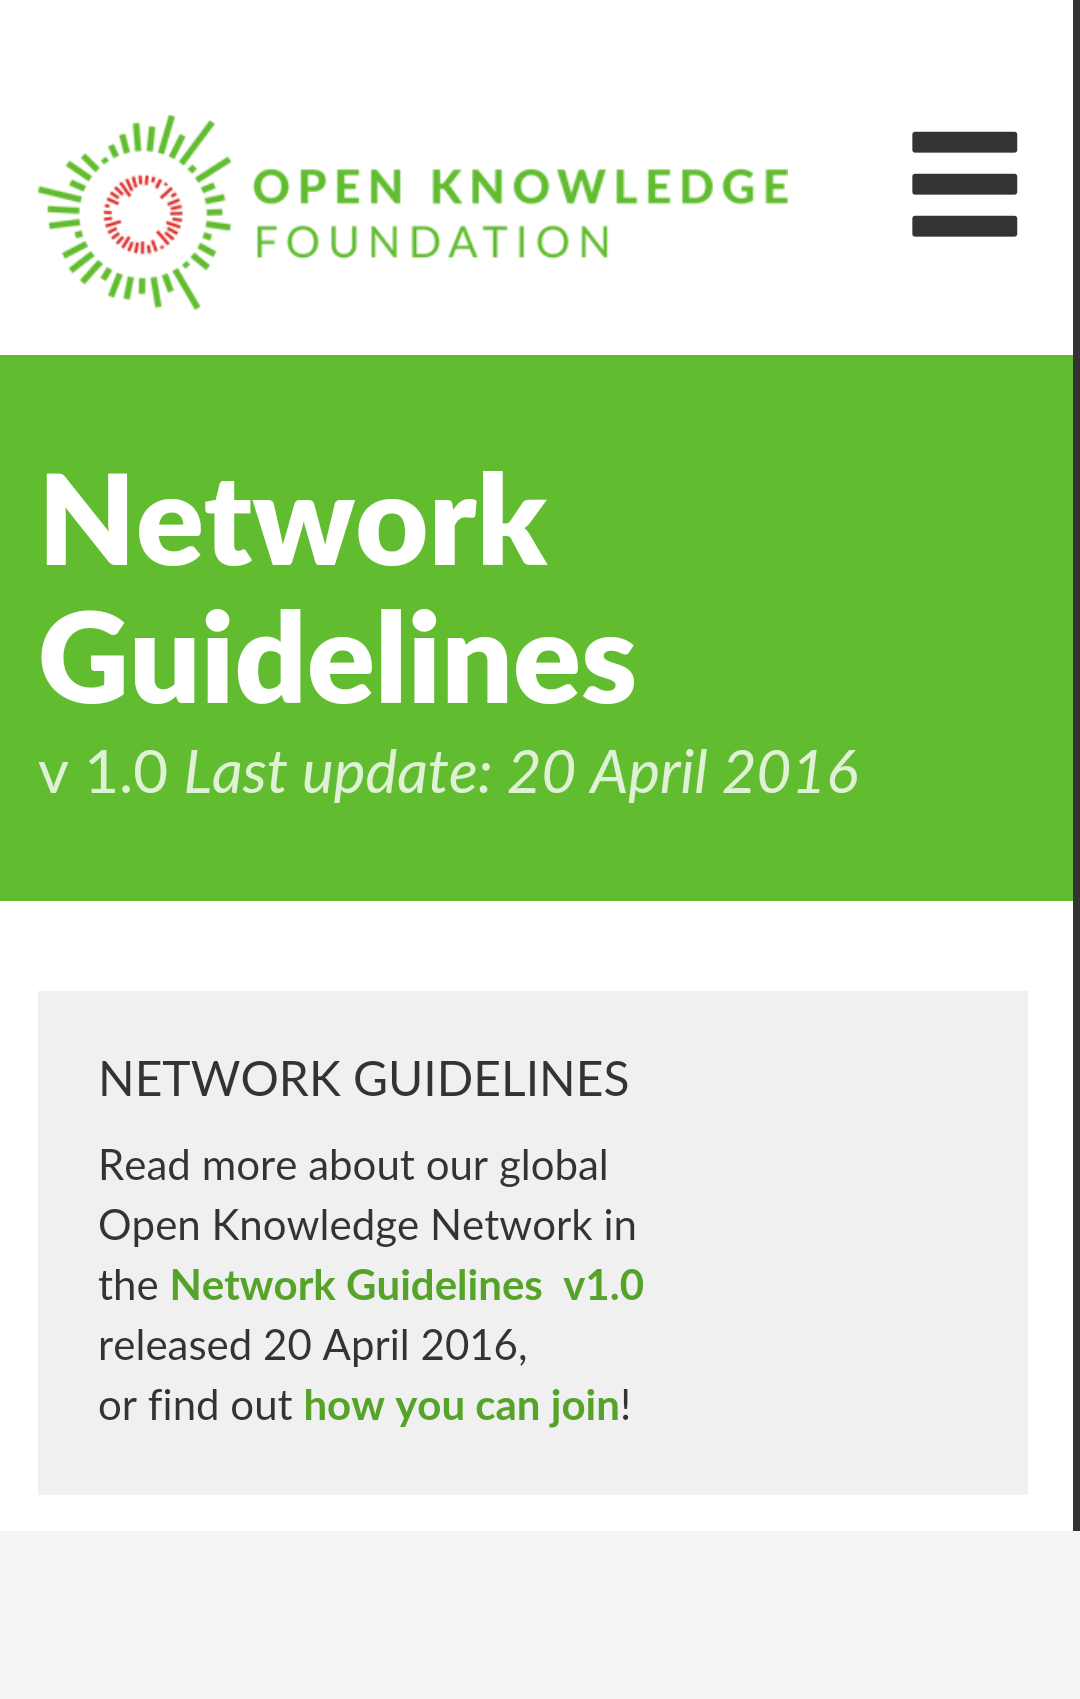 OPEN KNOWLEDGE
FOUNDATION
Network
Guidelines
v 1.0 Last update: 20 April 2016
NETWORK GUIDELINES
Read more about our global
Open Knowledge Network in
the Network Guidelines  v1.0
released 20 April 2016,
or find out how you can join!